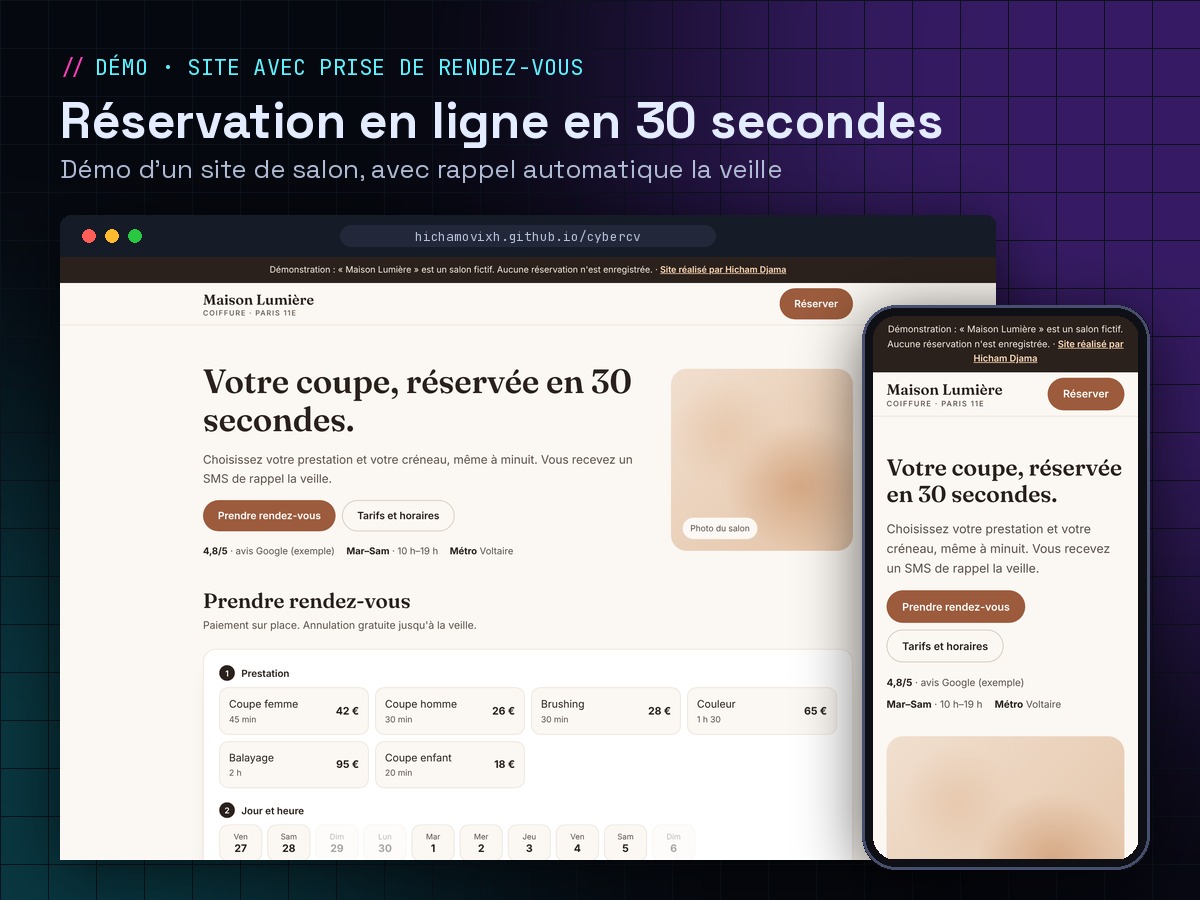 // DÉMO · SITE AVEC PRISE DE RENDEZ-VOUS
Réservation en ligne en 30 secondes
Démo d'un site de salon, avec rappel automatique la veille
hichamovixh.github.io/cybercv
Démonstration : « Maison Lumière » est un salon fictif. Aucune réservation n'est enregistrée. · Site réalisé par Hicham Djama
Maison Lumière
COIFFURE · PARIS 11E
Réserver
Votre coupe, réservée en 30
secondes.
Choisissez votre prestation et votre créneau, même à minuit. Vous recevez un
SMS de rappel la veille.
Prendre rendez-vous
Tarifs et horaires
4,8/5 · avis Google (exemple) Mar–Sam · 10 h–19 h Métro Voltaire
Photo du salon
Prendre rendez-vous
Paiement sur place. Annulation gratuite jusqu'à la veille.
1 Prestation
Coupe femme
45 min
42 €
Coupe homme
30 min
26 €
Brushing
30 min
28 €
Couleur
1 h 30
65 €
Balayage
2 h
95 €
Coupe enfant
20 min
18 €
2 Jour et heure
Ven Sam Dim Lun Mar Mer Jeu Ven Sam Dim
27 28 29 30 1 2 3 4 5 6
Démonstration : « Maison Lumière » est un salon fictif.
Aucune réservation n'est enregistrée. · Site réalisé par
Hicham Djama
Maison Lumière
COIFFURE · PARIS 11E
Réserver
Votre coupe, réservée
en 30 secondes.
Choisissez votre prestation et votre
créneau, même à minuit. Vous recevez
un SMS de rappel la veille.
Prendre rendez-vous
Tarifs et horaires
4,8/5 · avis Google (exemple)
Mar–Sam · 10 h–19 h Métro Voltaire